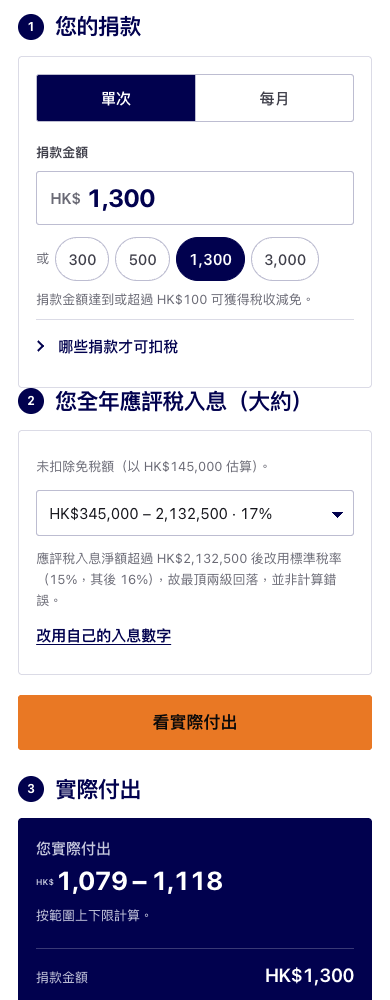 1 您的捐款
單次 每月
捐款金額
HK$ 1,300
或 300 500 1,300 3,000
捐款金額達到或超過 HK$100 可獲得稅收減免。
哪些捐款才可扣稅
2 您全年應評稅入息（大約）
未扣除免稅額（以 HK$145,000 估算）。
HK$345,000 – 2,132,500 · 17%
應評稅入息淨額超過 HK$2,132,500 後改用標準稅率
（15%，其後 16%），故最頂兩級回落，並非計算錯
誤。
改用自己的入息數字
看實際付出
3 實際付出
您實際付出
HK$ 1,079 – 1,118
按範圍上下限計算。
捐款金額 HK$1,300